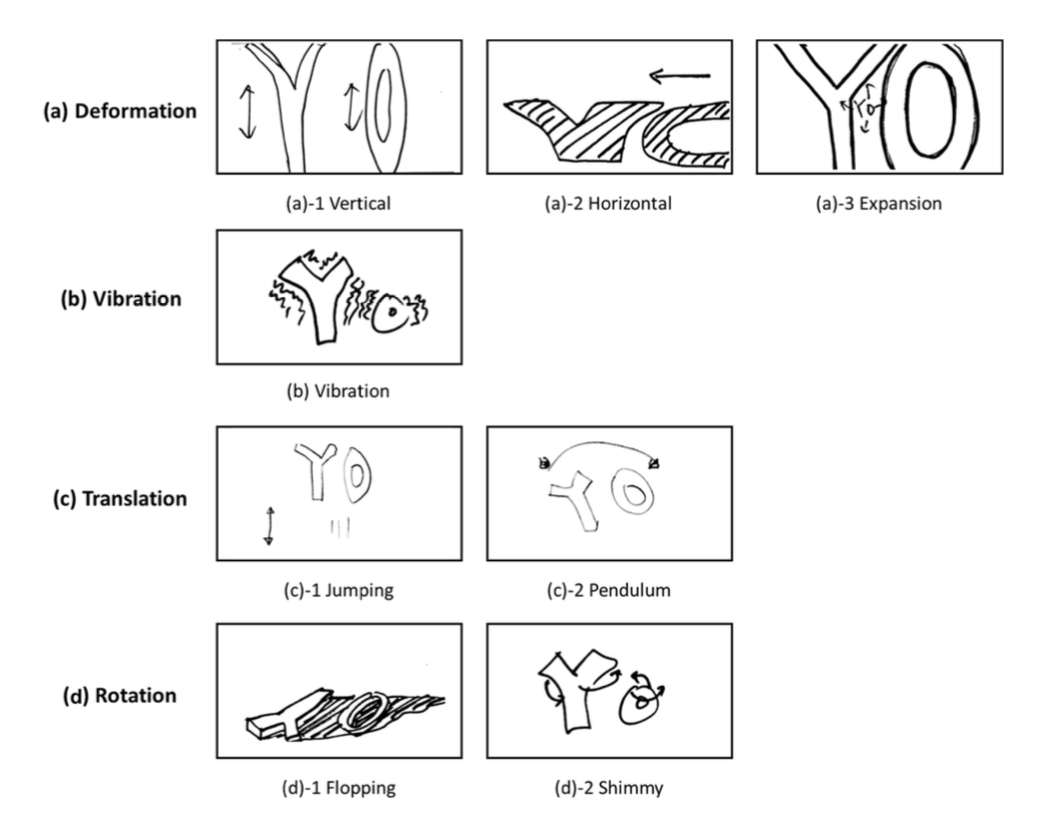 (a) Deformation
YO
YO
YO
YO
(a)-1 Vertical
(a)-2 Horizontal
(a)-3 Expansion
(b) Vibration
YO
(b) Vibration
(c) Translation
YO
YO
(c)-1 Jumping
(c)-2 Pendulum
(d) Rotation
YO
YO
(d)-1 Flopping
(d)-2 Shimmy